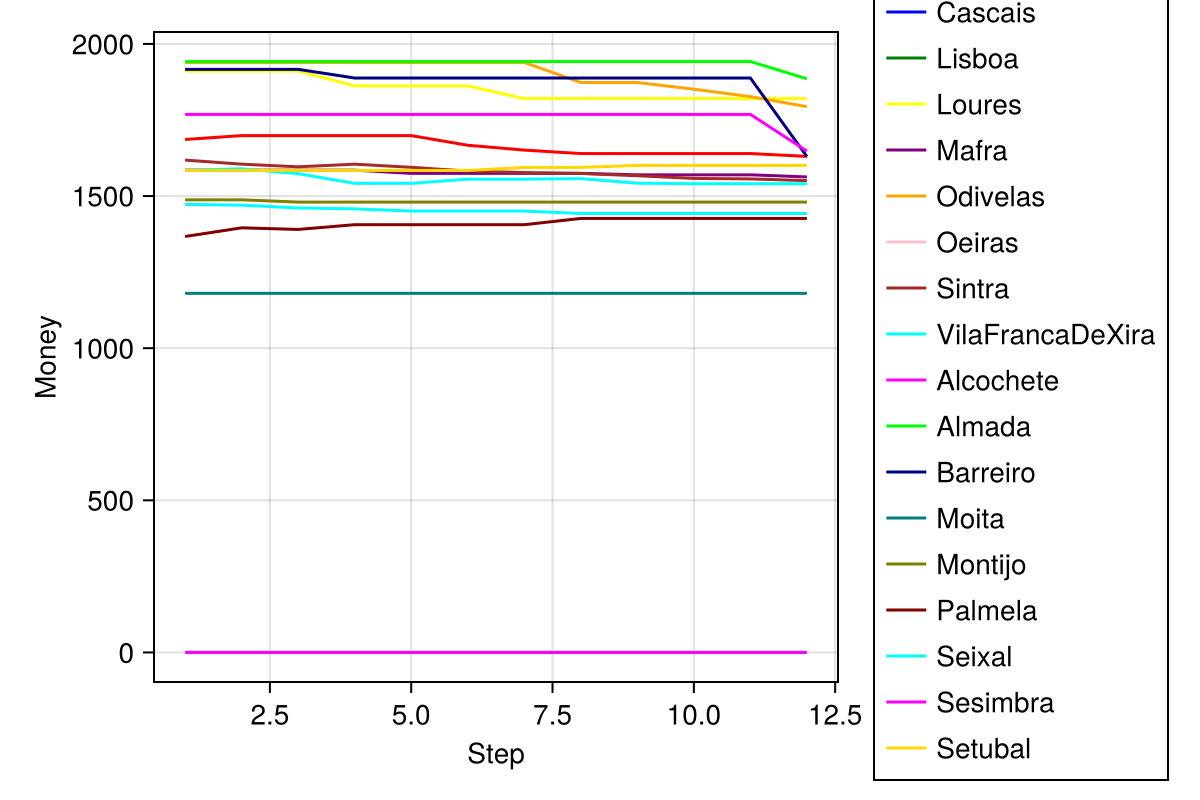 2000
1500
1000
500
0
Money
2.5 5.0 7.5 10.0 12.5
Step
Cascais
Lisboa
Loures
Mafra
Odivelas
Oeiras
Sintra
VilaFrancaDeXira
Alcochete
Almada
Barreiro
Moita
Montijo
Palmela
Seixal
Sesimbra
Setubal